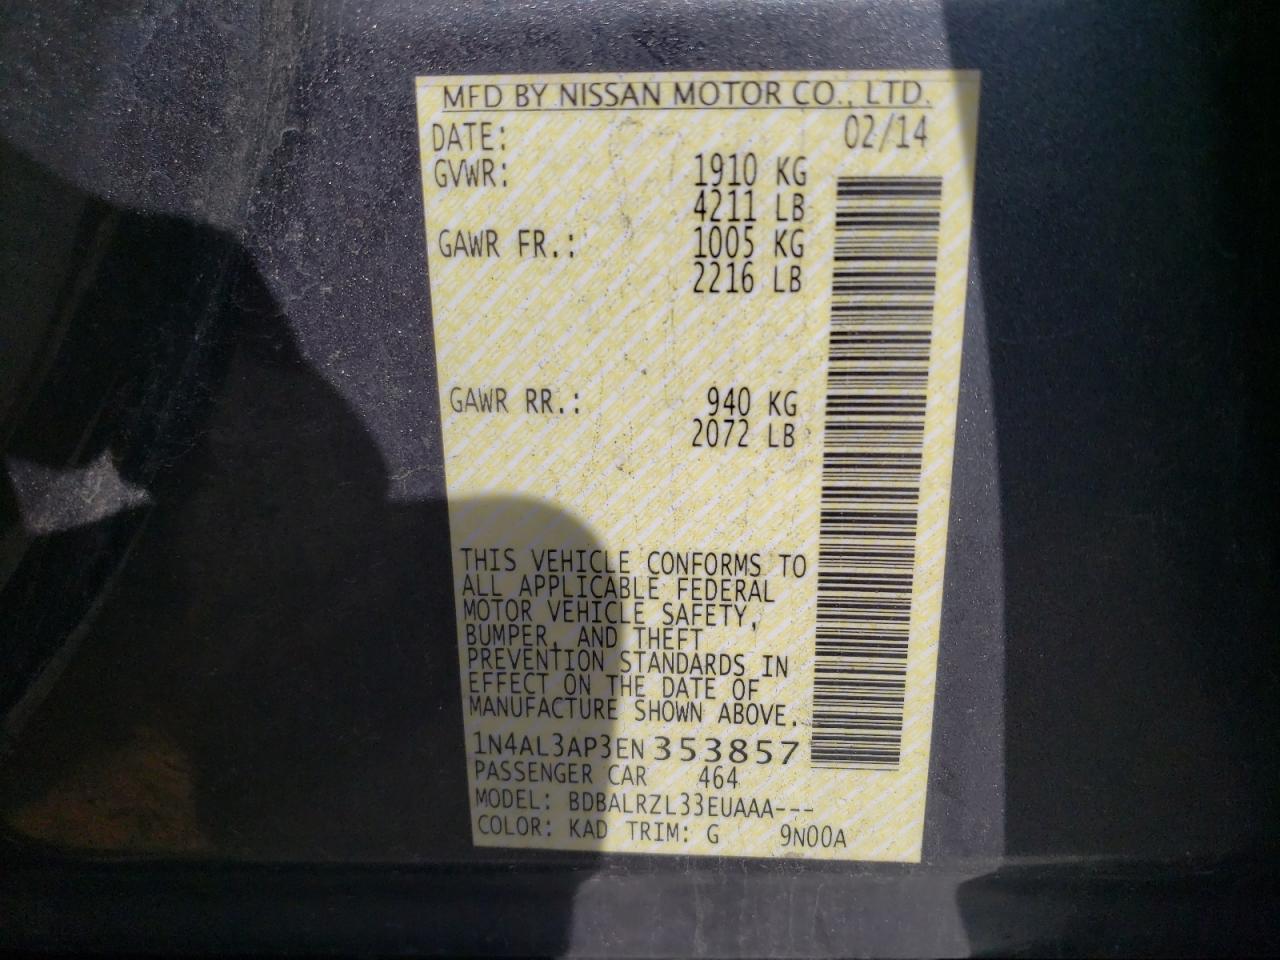 MFD BY NISSAN MOTOR CO., LTD.
DATE: 02/14
GVWR: 1910 KG
4211 LB
GAWR FR.: 1005 KG
2216 LB
GAWR RR.: 940 KG
2072 LB
THIS VEHICLE CONFORMS TO
ALL APPLICABLE FEDERAL
MOTOR VEHICLE SAFETY,
BUMPER, AND THEFT
PREVENTION STANDARDS IN
EFFECT ON THE DATE OF
MANUFACTURE SHOWN ABOVE.
1N4AL3AP3EN353857
PASSENGER CAR 464
MODEL: BDBALRZL33EUAAA---
COLOR: KAD TRIM: G 9N00A